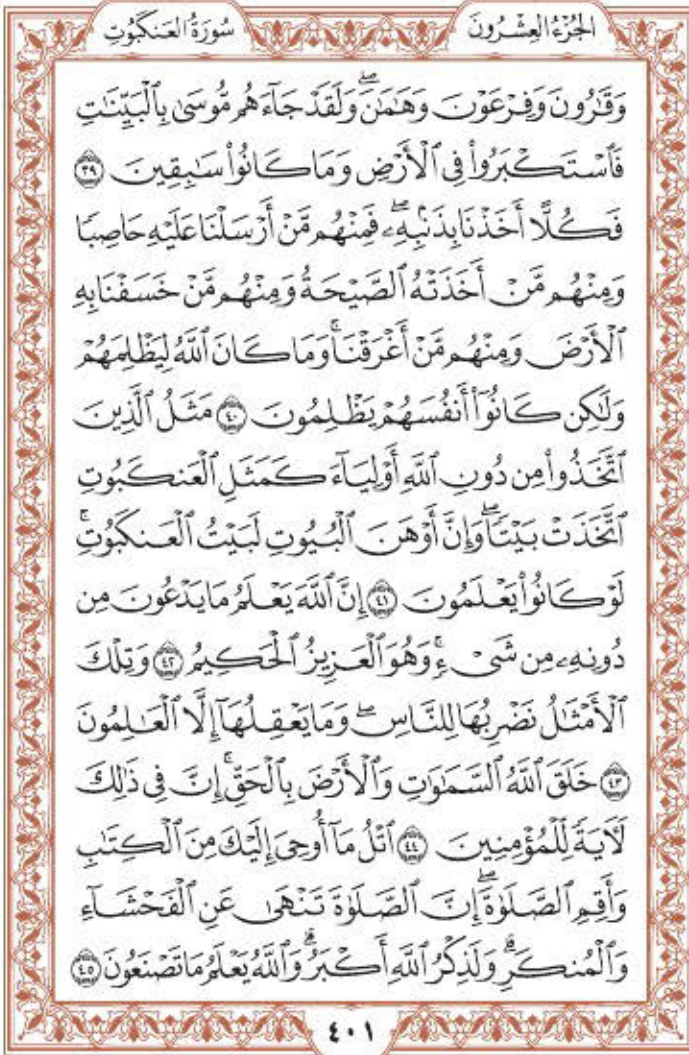 الجُزْءُ العِشْرُونَ سُورَةُ العَنكَبُوتِ
وَقَٰرُونَ وَفِرْعَوْنَ وَهَٰمَٰنَۖ وَلَقَدْ جَآءَهُم مُّوسَىٰ بِٱلْبَيِّنَٰتِ
فَٱسْتَكْبَرُوا۟ فِى ٱلْأَرْضِ وَمَا كَانُوا۟ سَٰبِقِينَ ٣٩
فَكُلًّا أَخَذْنَا بِذَنۢبِهِۦۖ فَمِنْهُم مَّنْ أَرْسَلْنَا عَلَيْهِ حَاصِبًا
وَمِنْهُم مَّنْ أَخَذَتْهُ ٱلصَّيْحَةُ وَمِنْهُم مَّنْ خَسَفْنَا بِهِ
ٱلْأَرْضَ وَمِنْهُم مَّنْ أَغْرَقْنَاۚ وَمَا كَانَ ٱللَّهُ لِيَظْلِمَهُمْ
وَلَٰكِن كَانُوٓا۟ أَنفُسَهُمْ يَظْلِمُونَ ٤٠ مَثَلُ ٱلَّذِينَ
ٱتَّخَذُوا۟ مِن دُونِ ٱللَّهِ أَوْلِيَآءَ كَمَثَلِ ٱلْعَنكَبُوتِ
ٱتَّخَذَتْ بَيْتًاۖ وَإِنَّ أَوْهَنَ ٱلْبُيُوتِ لَبَيْتُ ٱلْعَنكَبُوتِۚ
لَوْ كَانُوا۟ يَعْلَمُونَ ٤١ إِنَّ ٱللَّهَ يَعْلَمُ مَا يَدْعُونَ مِن
دُونِهِۦ مِن شَىْءٍۚ وَهُوَ ٱلْعَزِيزُ ٱلْحَكِيمُ ٤٢ وَتِلْكَ
ٱلْأَمْثَٰلُ نَضْرِبُهَا لِلنَّاسِۖ وَمَا يَعْقِلُهَآ إِلَّا ٱلْعَٰلِمُونَ
٤٣ خَلَقَ ٱللَّهُ ٱلسَّمَٰوَٰتِ وَٱلْأَرْضَ بِٱلْحَقِّۚ إِنَّ فِى ذَٰلِكَ
لَءَايَةً لِّلْمُؤْمِنِينَ ٤٤ ٱتْلُ مَآ أُوحِىَ إِلَيْكَ مِنَ ٱلْكِتَٰبِ
وَأَقِمِ ٱلصَّلَوٰةَۖ إِنَّ ٱلصَّلَوٰةَ تَنْهَىٰ عَنِ ٱلْفَحْشَآءِ
وَٱلْمُنكَرِۗ وَلَذِكْرُ ٱللَّهِ أَكْبَرُۗ وَٱللَّهُ يَعْلَمُ مَا تَصْنَعُونَ ٤٥
٤٠١